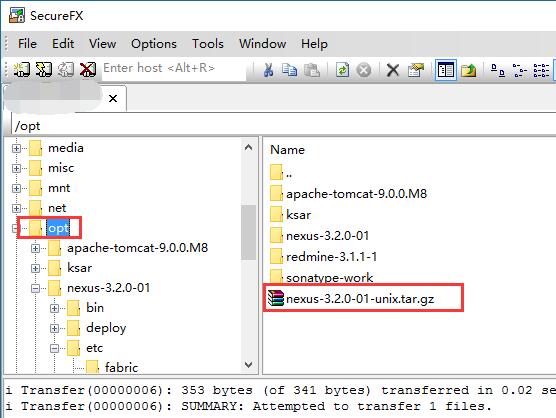 SecureFX
File Edit Options Tools Window Help
Enter host <Alt+R>
/opt
media
misc
mnt
net
opt
apache-tomcat-9.0.0.M8
ksar
nexus-3.2.0-01
bin
deploy
etc
fabric
Name
..
apache-tomcat-9.0.0.M8
ksar
nexus-3.2.0-01
redmine-3.1.1-1
sonatype-work
nexus-3.2.0-01-unix.tar.gz
i Transfer(00000006): 353 bytes (of 341 bytes) transferred in 0.02 se
i Transfer(00000006): SUMMARY: Attempted to transfer 1 files.